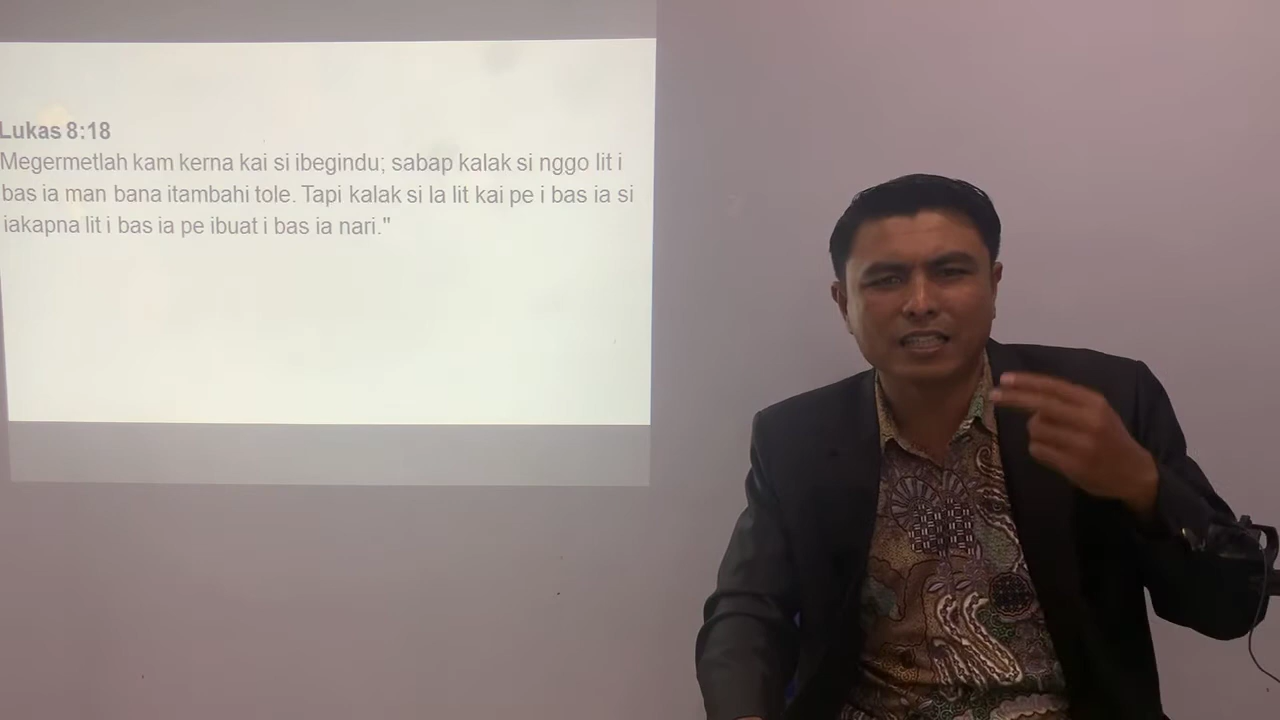 Lukas 8:18
Megermetlah kam kerna kai si ibegindu; sabap kalak si nggo lit i
bas ia man bana itambahi tole. Tapi kalak si la lit kai pe i bas ia si
iakapna lit i bas ia pe ibuat i bas ia nari."